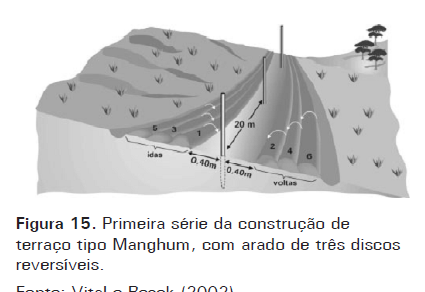 5 3 1
20 m
2 4 6
idas
0.40m
0.40m
voltas
Figura 15. Primeira série da construção de
terraço tipo Manghum, com arado de três discos
reversíveis.